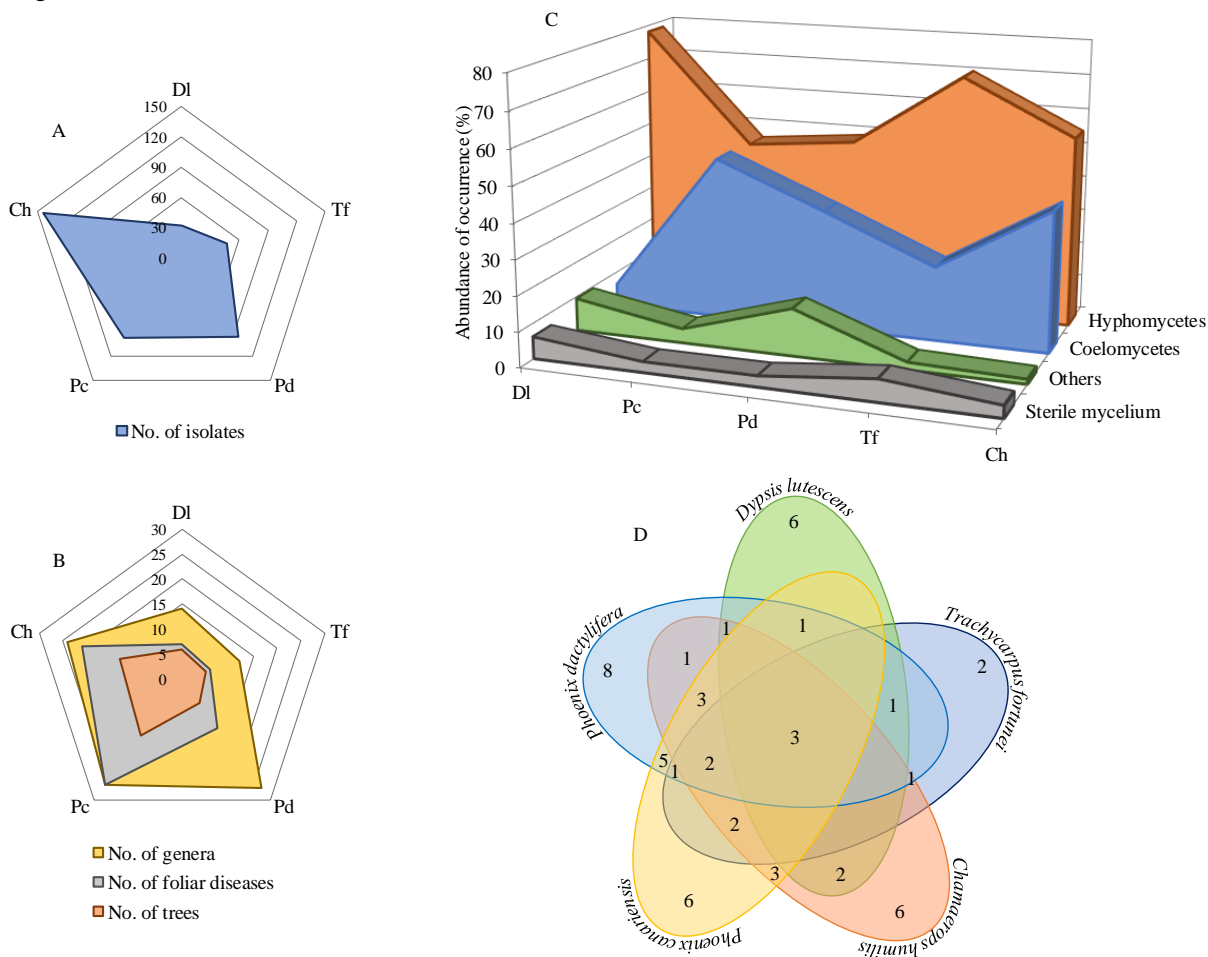 A
Dl
150
120
90
60
30
0
Ch
Tf
Pc
Pd
No. of isolates
B
Dl
30
25
20
15
10
5
0
Ch
Tf
Pc
Pd
No. of genera
No. of foliar diseases
No. of trees
C
Abundance of occurrence (%)
80
70
60
50
40
30
20
10
0
Dl
Pc
Pd
Tf
Ch
Hyphomycetes
Coelomycetes
Others
Sterile mycelium
D
Dypsis lutescens
Trachycarpus fortunei
Chamaerops humilis
Phoenix canariensis
Phoenix dactylifera
6
1
1
2
8
1
3
1
3
5
1
2
1
2
3
2
6
6